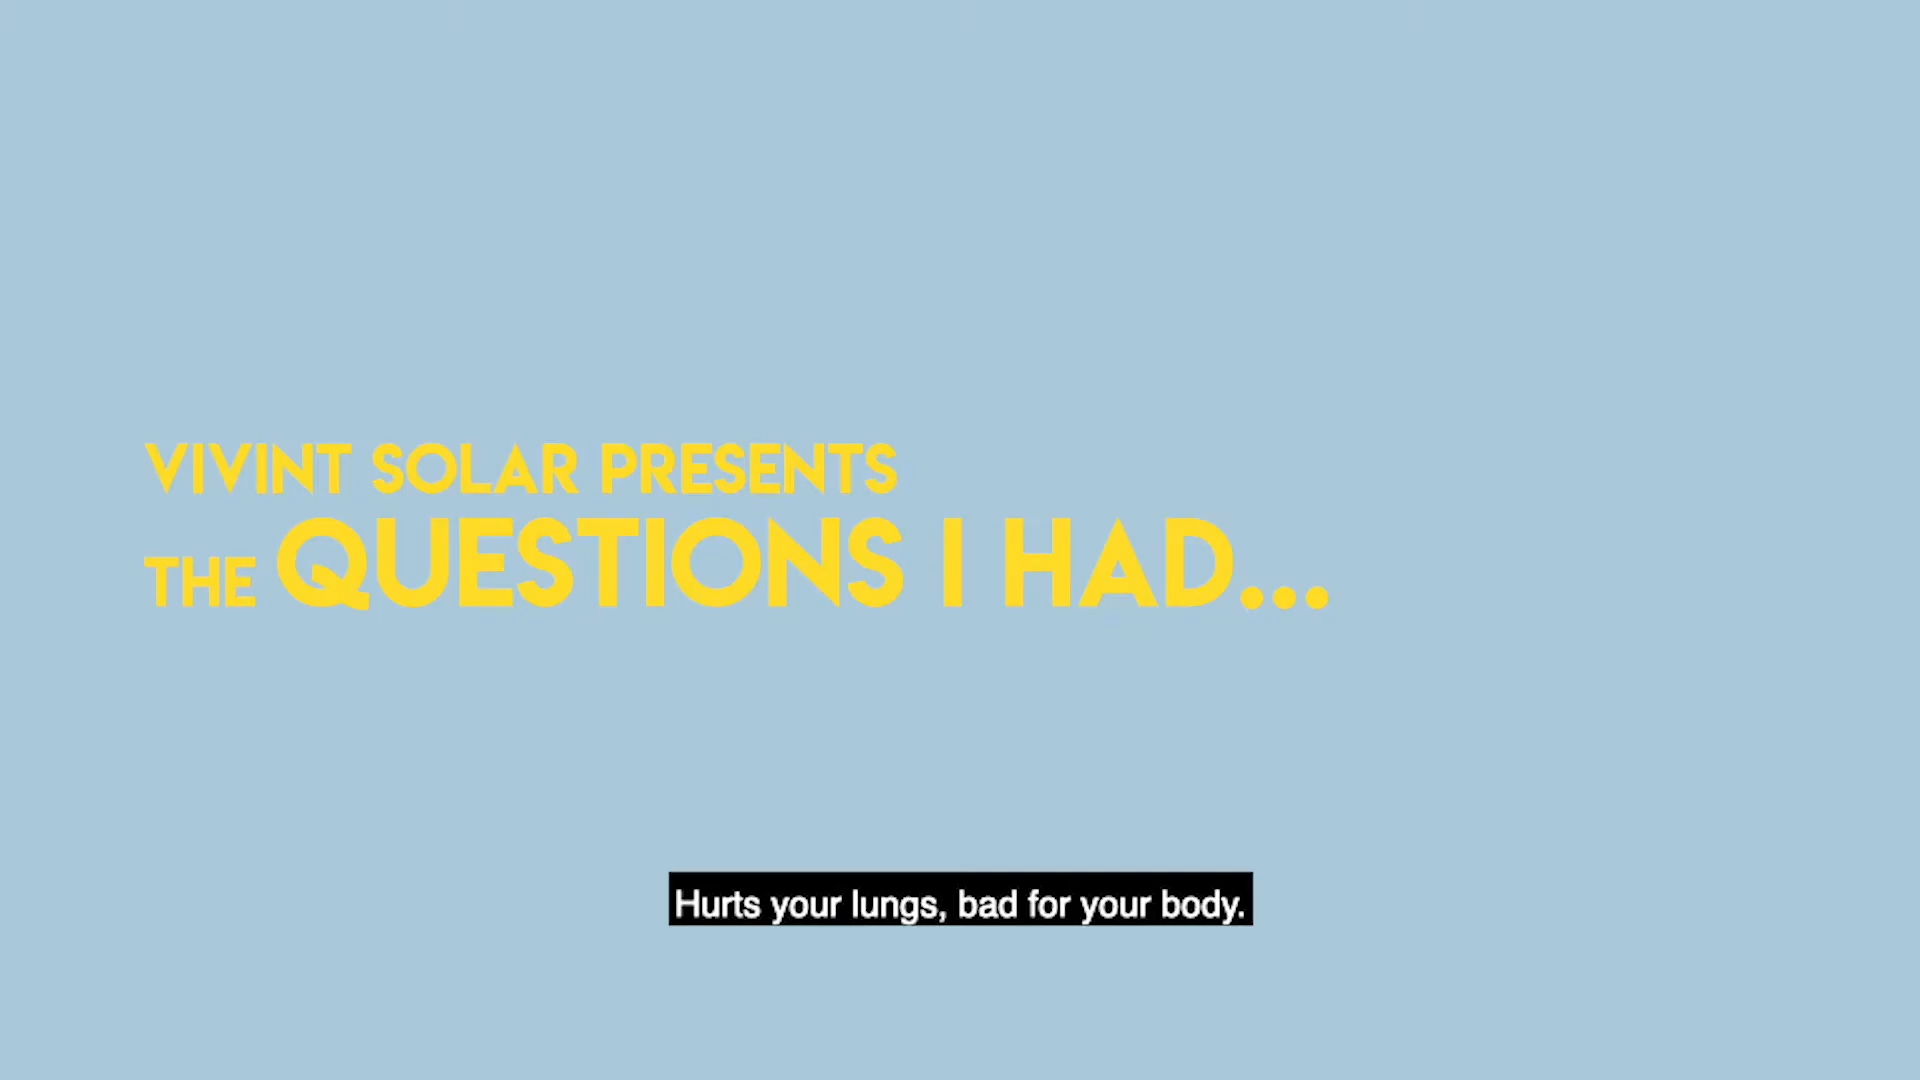 VIVINT SOLAR PRESENTS
THE QUESTIONS I HAD...
Hurts your lungs, bad for your body.